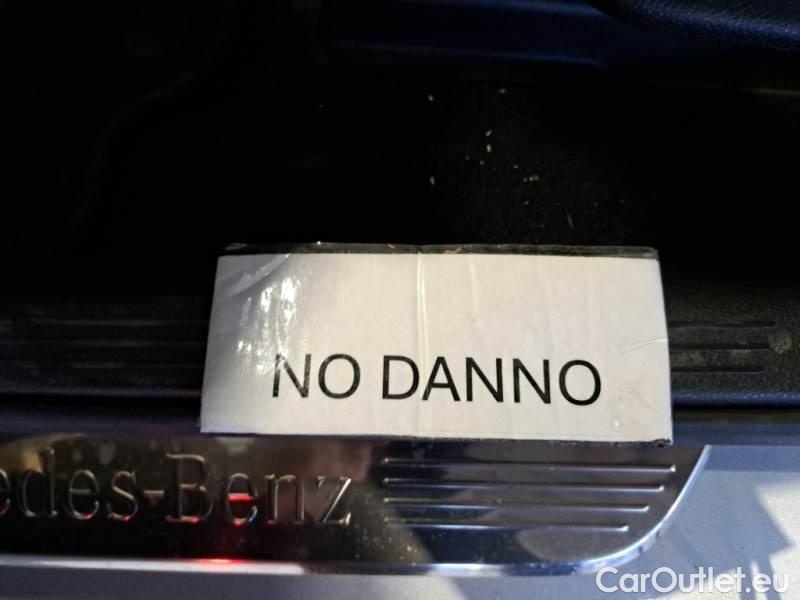 NO DANNO
edes-Benz
CarOutlet.eu